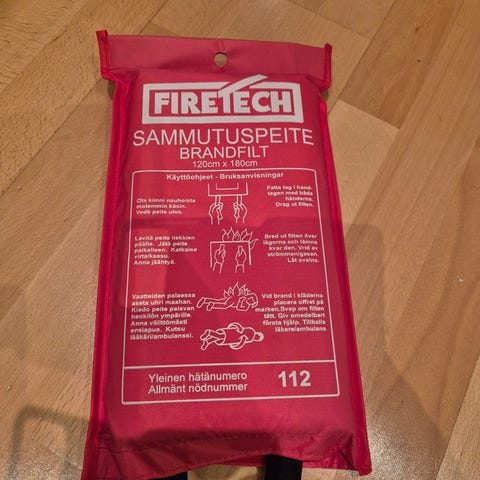 FIRETECH
SAMMUTUSPEITE
BRANDFILT
120cm x 180cm
Käyttöohjeet - Bruksanvisningar
Ota kiinni nauhoista
molemmin käsin.
Vedä peite ulos.
Fatta tag i hand-
tagen med båda
händerna.
Drag ut filten.
Levitä peite liekkien
päälle. Jätä peite
paikalleen. Katkaise
virta/kaasu.
Anna jäähtyä.
Bred ut filten över
lågorna och lämna
kvar den. Vrid av
strömmen/gasen.
Låt svalna.
Vaatteiden palaessa
aseta uhri maahan.
Kiedo peite palavan
henkilön ympärille.
Anna välittömästi
ensiapua. Kutsu
lääkäri/ambulanssi.
Vid brand i kläderna
placera offret på
marken.Svep om filten
tätt. Giv omedelbart
första hjälp. Tillkalla
läkare/ambulans
Yleinen hätänumero
Allmänt nödnummer
112